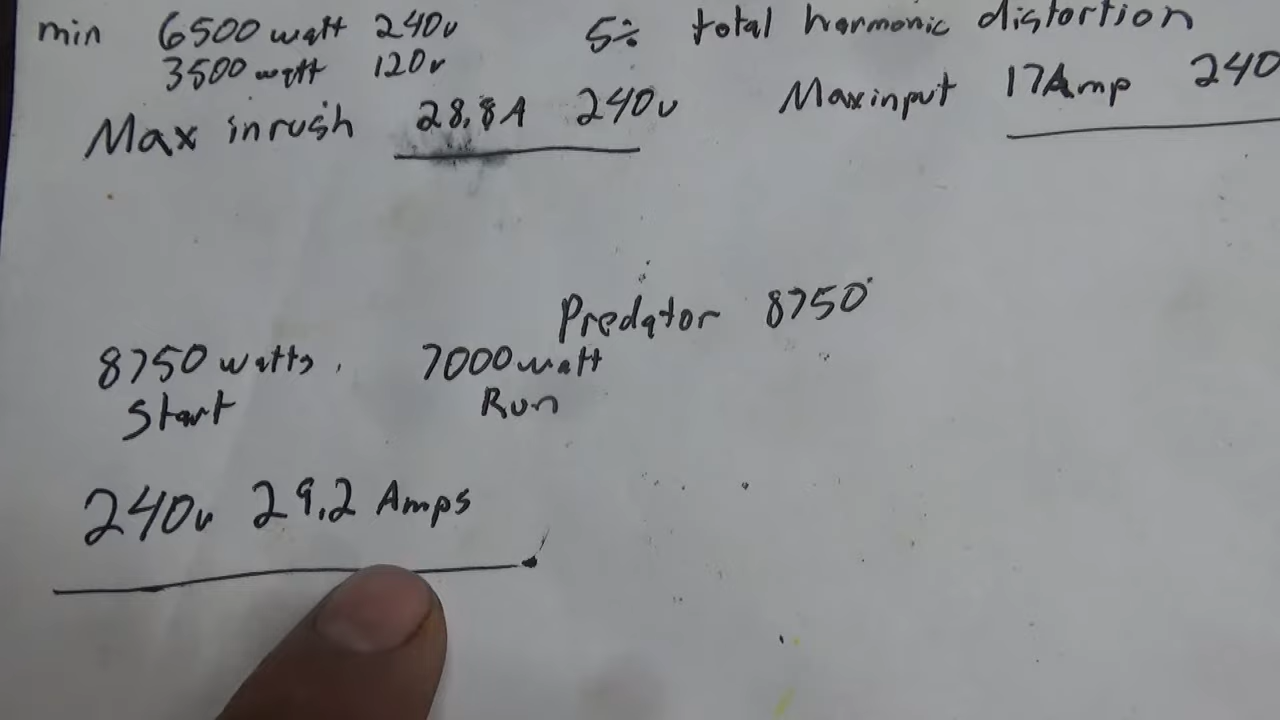 min 6500 watt 240v 5% total harmonic distortion
3500 watt 120v
Max inrush 28.8A 240v Max input 17Amp 240
Predator 8750
8750 watts. 7000 watt
Start Run
240v 29.2 Amps